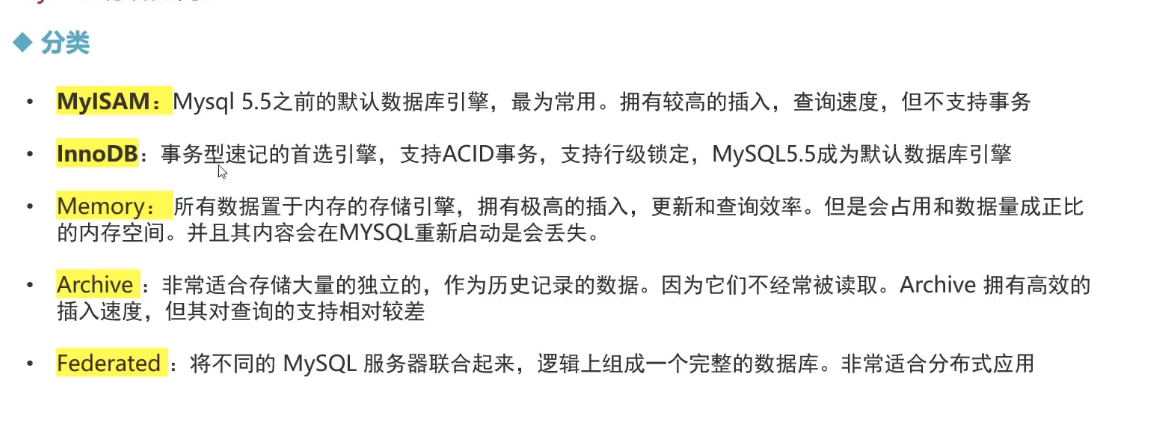 ◆ 分类
• MyISAM：Mysql 5.5之前的默认数据库引擎，最为常用。拥有较高的插入，查询速度，但不支持事务
• InnoDB：事务型速记的首选引擎，支持ACID事务，支持行级锁定，MySQL5.5成为默认数据库引擎
• Memory：所有数据置于内存的存储引擎，拥有极高的插入，更新和查询效率。但是会占用和数据量成正比
的内存空间。并且其内容会在MYSQL重新启动是会丢失。
• Archive ：非常适合存储大量的独立的，作为历史记录的数据。因为它们不经常被读取。Archive 拥有高效的
插入速度，但其对查询的支持相对较差
• Federated ：将不同的 MySQL 服务器联合起来，逻辑上组成一个完整的数据库。非常适合分布式应用